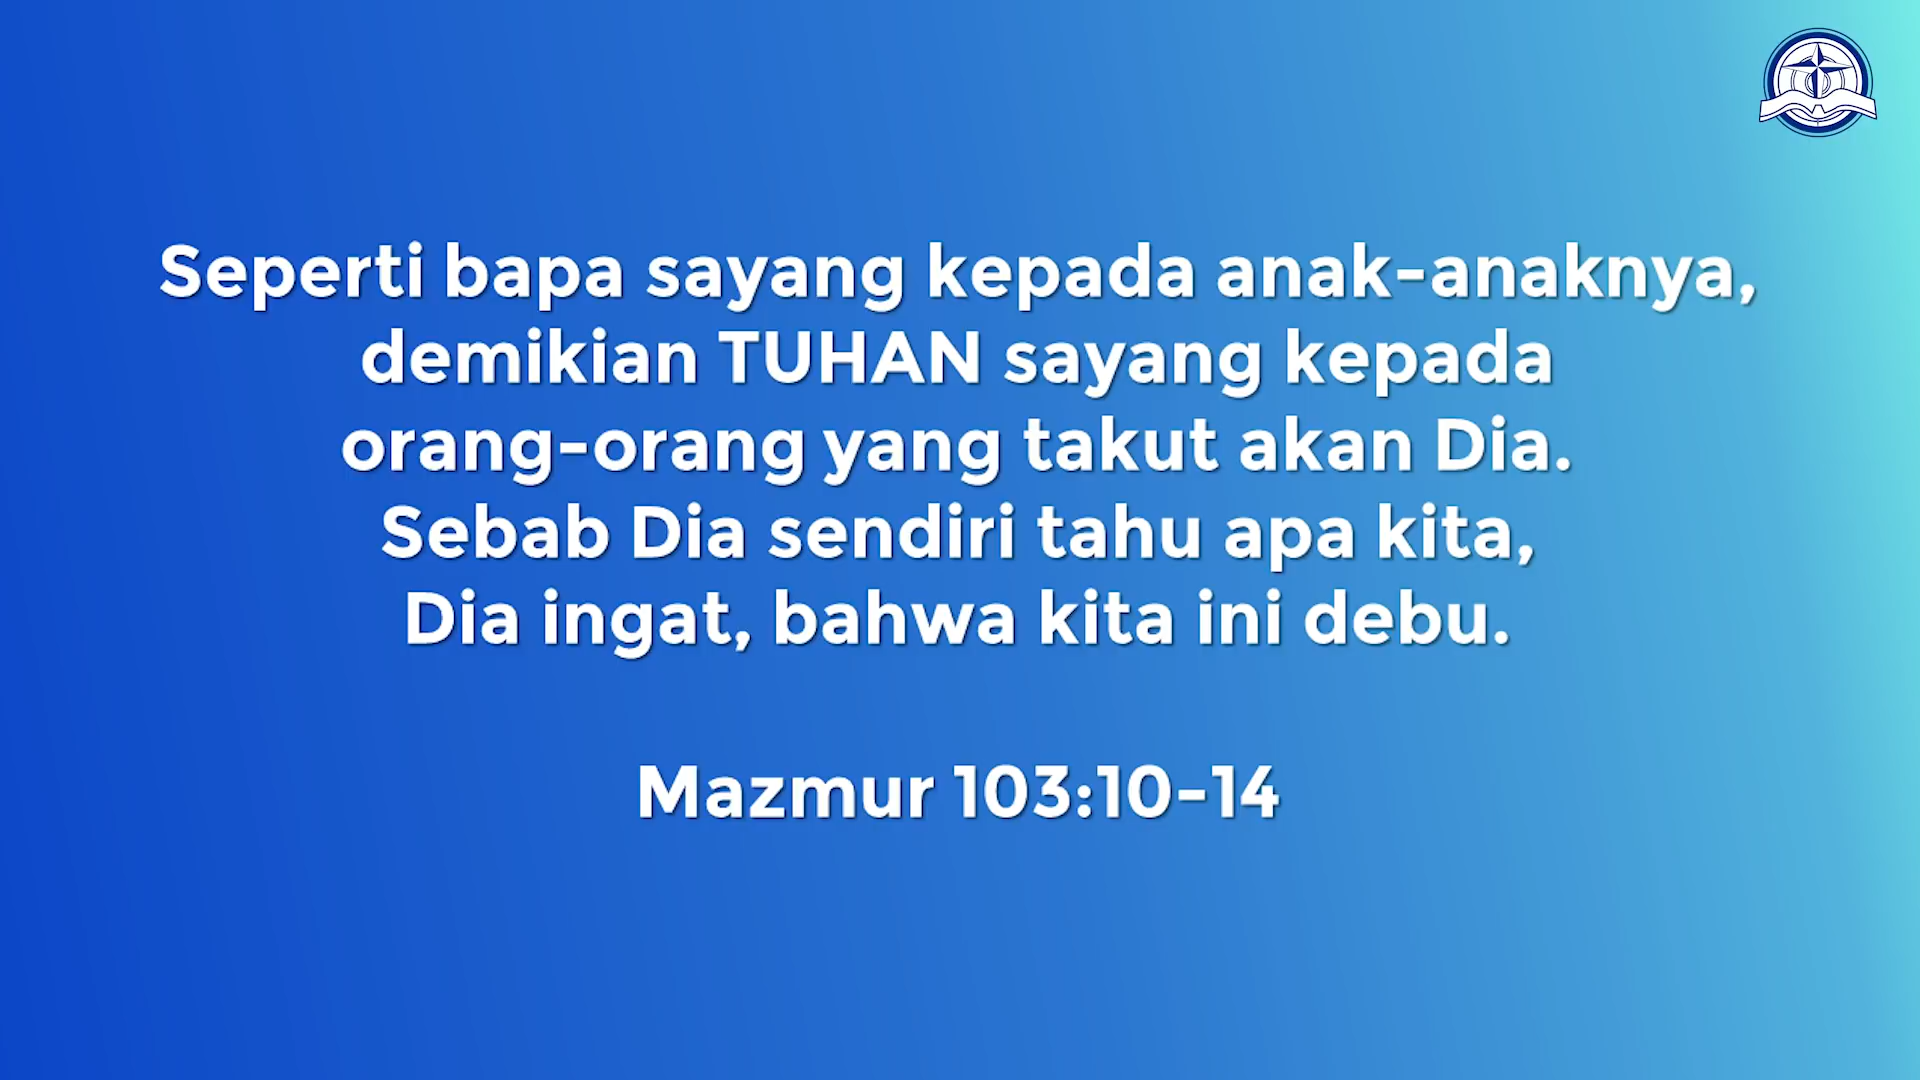 Seperti bapa sayang kepada anak-anaknya,
demikian TUHAN sayang kepada
orang-orang yang takut akan Dia.
Sebab Dia sendiri tahu apa kita,
Dia ingat, bahwa kita ini debu.
Mazmur 103:10-14